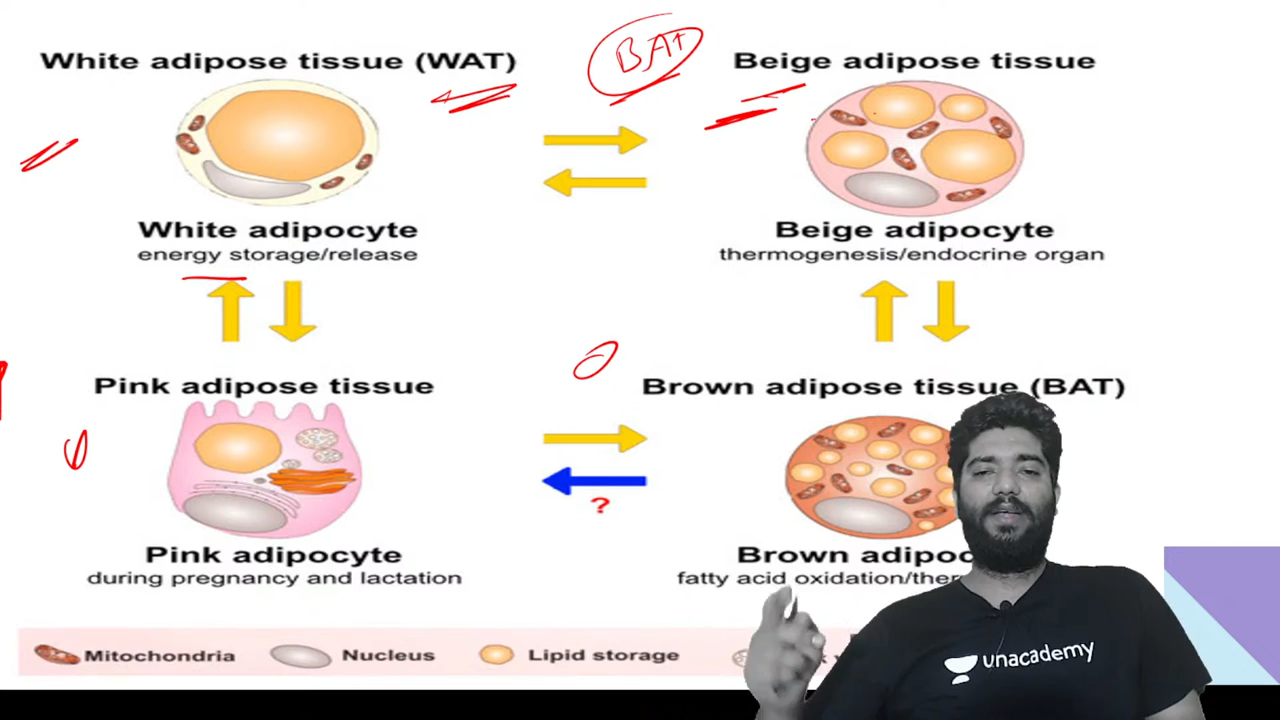 White adipose tissue (WAT)
BAt
Beige adipose tissue
White adipocyte
energy storage/release
Beige adipocyte
thermogenesis/endocrine organ
Pink adipose tissue
Brown adipose tissue (BAT)
?
Pink adipocyte
during pregnancy and lactation
Brown adipo
fatty acid oxidation/ther
Mitochondria
Nucleus
Lipid storage
unacademy